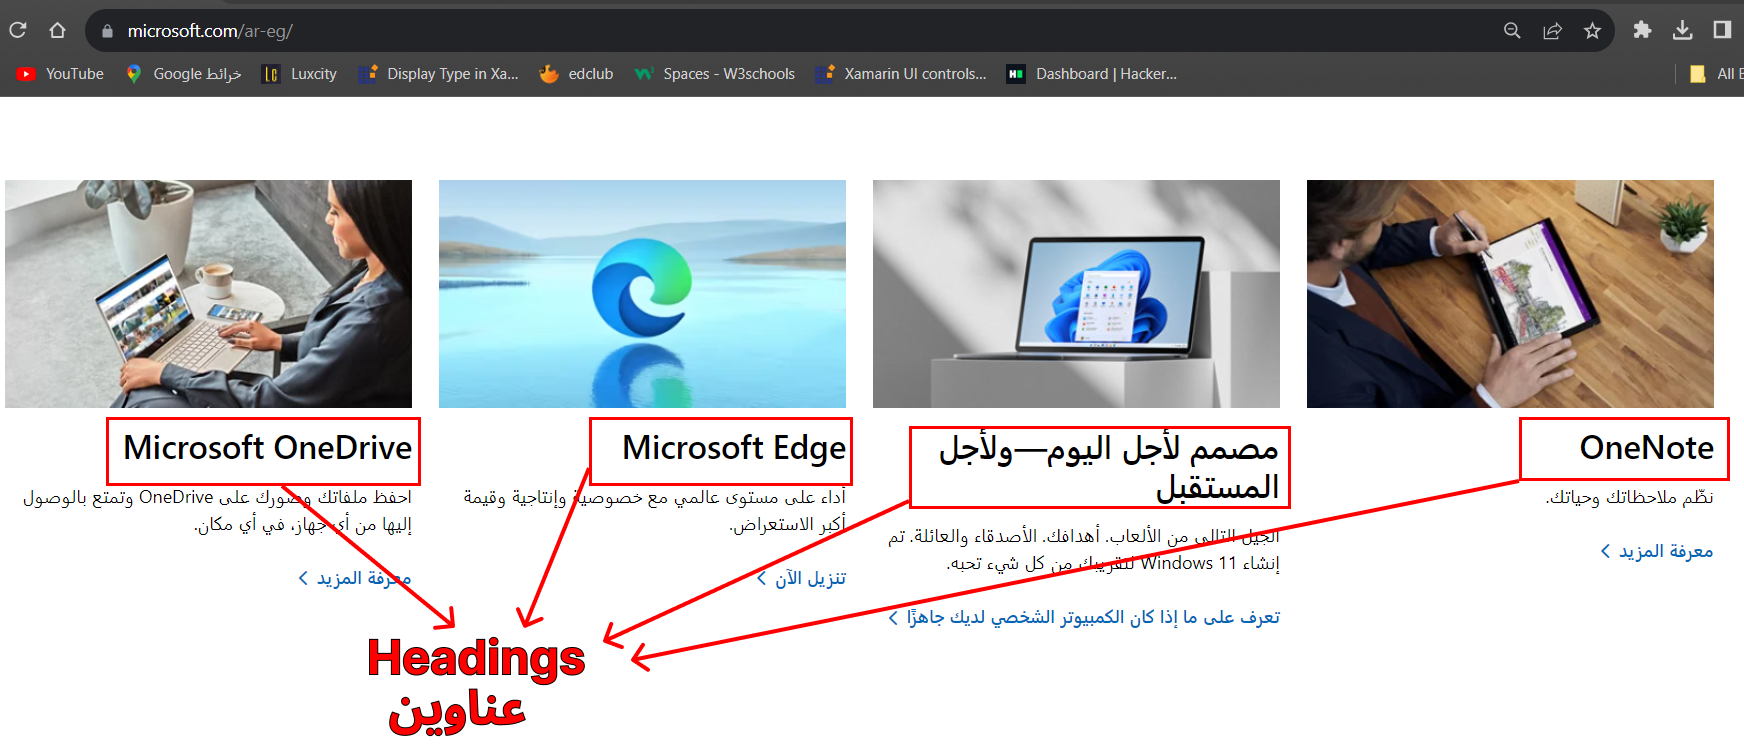 microsoft.com/ar-eg/
YouTube
Google خرائط
Luxcity
Display Type in Xa...
edclub
Spaces - W3schools
Xamarin UI controls...
Dashboard | Hacker...
All B
OneNote
نظّم ملاحظاتك وحياتك.
معرفة المزيد
مصمم لأجل اليوم—ولأجل
المستقبل
الجيل التالي من الألعاب. أهدافك. الأصدقاء والعائلة. تم
إنشاء Windows 11 لتقريبك من كل شيء تحبه.
تعرف على ما إذا كان الكمبيوتر الشخصي لديك جاهزًا
Microsoft Edge
أداء على مستوى عالمي مع خصوصية وإنتاجية وقيمة
أكبر الاستعراض.
تنزيل الآن
Microsoft OneDrive
احفظ ملفاتك وصورك على OneDrive وتمتع بالوصول
إليها من أي جهاز، في أي مكان.
معرفة المزيد
Headings
عناوين